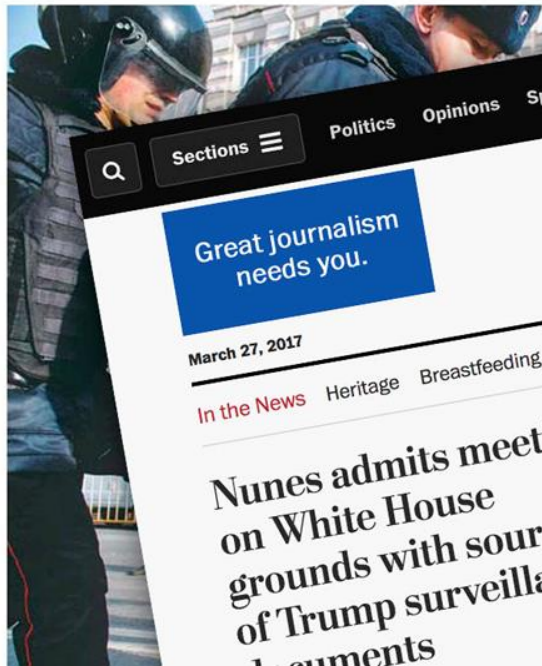 Sections
Politics
Opinions
Great journalism
needs you.
March 27, 2017
In the News
Heritage
Breastfeeding
Nunes admits meet
on White House
grounds with sour
of Trump surveilla